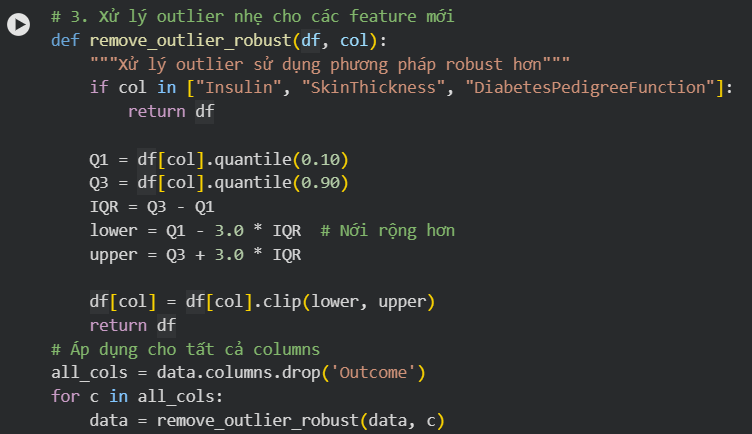 # 3. Xử lý outlier nhẹ cho các feature mới
def remove_outlier_robust(df, col):
    """Xử lý outlier sử dụng phương pháp robust hơn"""
    if col in ["Insulin", "SkinThickness", "DiabetesPedigreeFunction"]:
        return df

    Q1 = df[col].quantile(0.10)
    Q3 = df[col].quantile(0.90)
    IQR = Q3 - Q1
    lower = Q1 - 3.0 * IQR  # Nới rộng hơn
    upper = Q3 + 3.0 * IQR

    df[col] = df[col].clip(lower, upper)
    return df
# Áp dụng cho tất cả columns
all_cols = data.columns.drop('Outcome')
for c in all_cols:
    data = remove_outlier_robust(data, c)